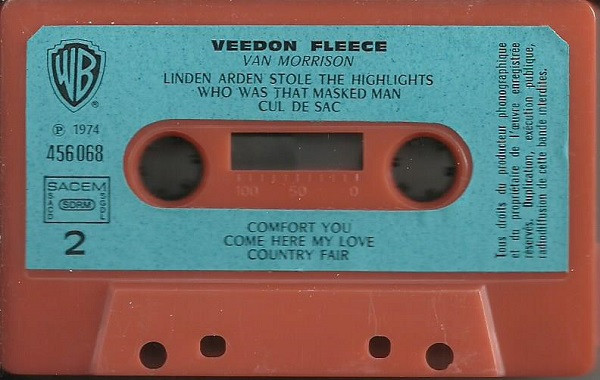 VEEDON FLEECE
VAN MORRISON
LINDEN ARDEN STOLE THE HIGHLIGHTS
WHO WAS THAT MASKED MAN
CUL DE SAC
WB
®
℗ 1974
456068
SACEM
SACD
SDRM
SGDL
2
100 50 0
COMFORT YOU
COME HERE MY LOVE
COUNTRY FAIR
Tous droits du producteur phonographique
et du propriétaire de l'œuvre enregistrée
réservés. Duplication, exécution publique,
radiodiffusion de cette bande interdites.